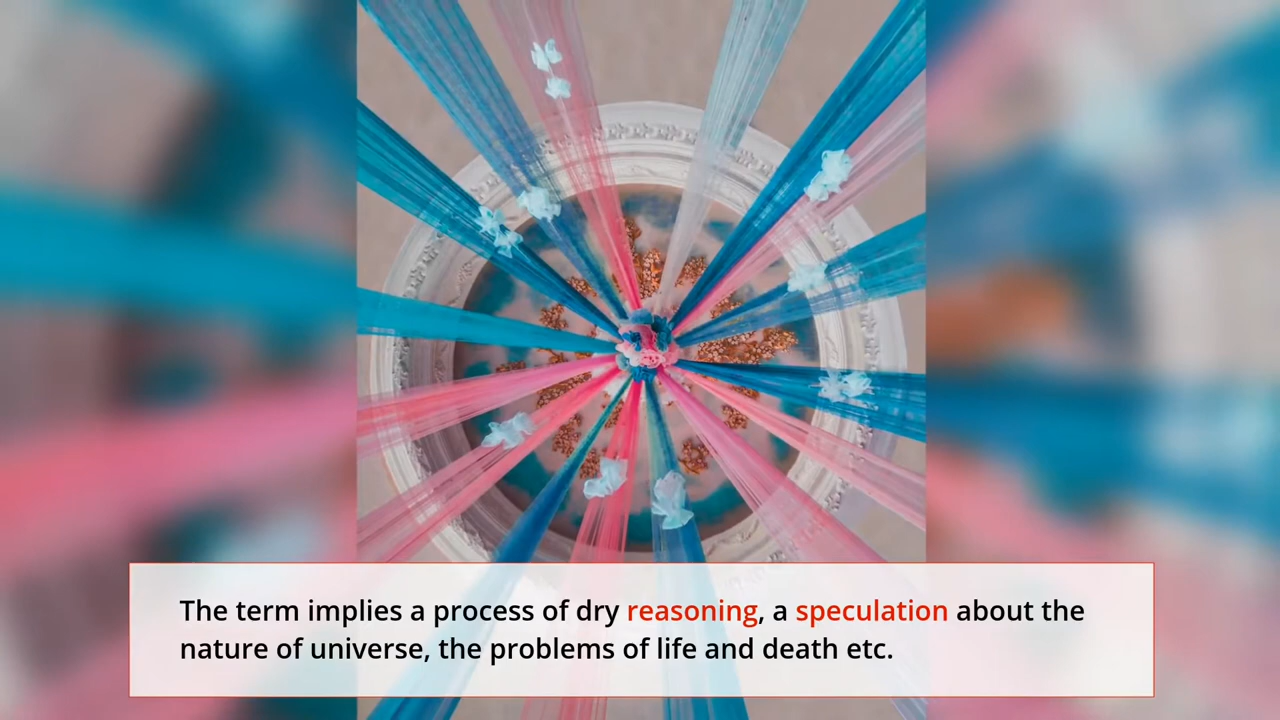 The term implies a process of dry reasoning, a speculation about the
nature of universe, the problems of life and death etc.